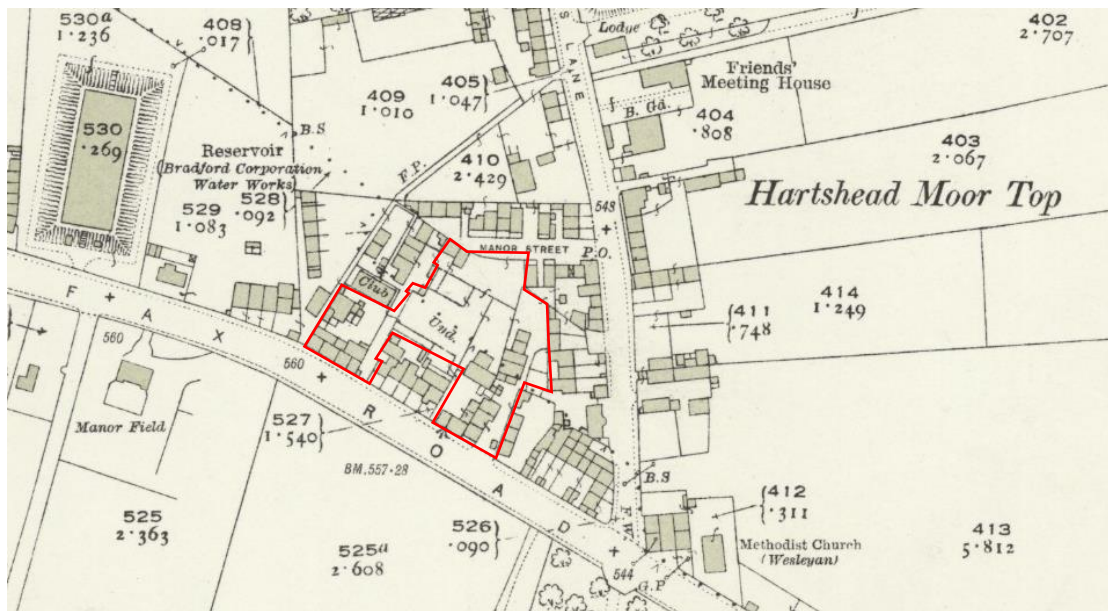 530a
1·236
408
·017
Lodge
LANE
402
2·707
Friends'
Meeting House
405
1·047
409
1·010
B. Gd.
404
·808
530
·269
B.S
403
2·067
Reservoir
(Bradford Corporation
Water Works)
F.P.
410
2·429
Hartshead Moor Top
528
·092
529
1·083
543
MANOR STREET
P.O.
Club
Und.
414
1·249
411
·748
F A X
560
560
R O A D
527
1·540
Manor Field
BM.557·28
B.S
F.W.
412
·311
525
2·363
526
·090
413
5·812
Methodist Church
(Wesleyan)
525a
2·608
544
G.P